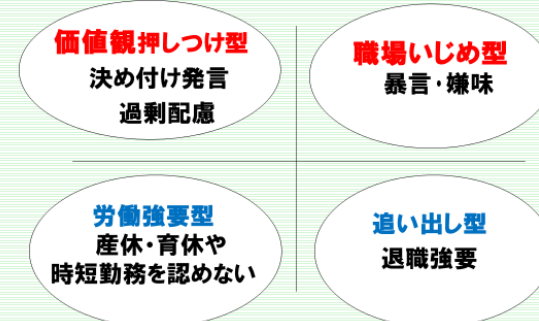 価値観押しつけ型
決め付け発言
過剰配慮
職場いじめ型
暴言・嫌味
労働強要型
産休・育休や
時短勤務を認めない
追い出し型
退職強要